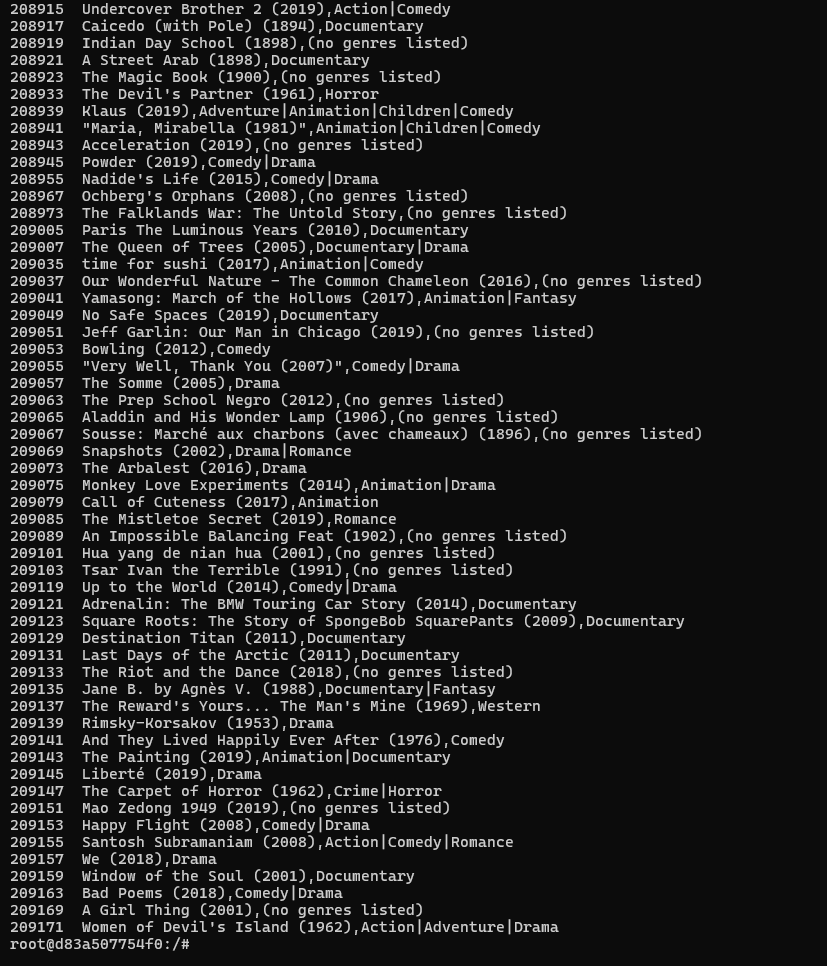 208915  Undercover Brother 2 (2019),Action|Comedy
208917  Caicedo (with Pole) (1894),Documentary
208919  Indian Day School (1898),(no genres listed)
208921  A Street Arab (1898),Documentary
208923  The Magic Book (1900),(no genres listed)
208933  The Devil's Partner (1961),Horror
208939  Klaus (2019),Adventure|Animation|Children|Comedy
208941  "Maria, Mirabella (1981)",Animation|Children|Comedy
208943  Acceleration (2019),(no genres listed)
208945  Powder (2019),Comedy|Drama
208955  Nadide's Life (2015),Comedy|Drama
208967  Ochberg's Orphans (2008),(no genres listed)
208973  The Falklands War: The Untold Story,(no genres listed)
209005  Paris The Luminous Years (2010),Documentary
209007  The Queen of Trees (2005),Documentary|Drama
209035  time for sushi (2017),Animation|Comedy
209037  Our Wonderful Nature - The Common Chameleon (2016),(no genres listed)
209041  Yamasong: March of the Hollows (2017),Animation|Fantasy
209049  No Safe Spaces (2019),Documentary
209051  Jeff Garlin: Our Man in Chicago (2019),(no genres listed)
209053  Bowling (2012),Comedy
209055  "Very Well, Thank You (2007)",Comedy|Drama
209057  The Somme (2005),Drama
209063  The Prep School Negro (2012),(no genres listed)
209065  Aladdin and His Wonder Lamp (1906),(no genres listed)
209067  Sousse: Marché aux charbons (avec chameaux) (1896),(no genres listed)
209069  Snapshots (2002),Drama|Romance
209073  The Arbalest (2016),Drama
209075  Monkey Love Experiments (2014),Animation|Drama
209079  Call of Cuteness (2017),Animation
209085  The Mistletoe Secret (2019),Romance
209089  An Impossible Balancing Feat (1902),(no genres listed)
209101  Hua yang de nian hua (2001),(no genres listed)
209103  Tsar Ivan the Terrible (1991),(no genres listed)
209119  Up to the World (2014),Comedy|Drama
209121  Adrenalin: The BMW Touring Car Story (2014),Documentary
209123  Square Roots: The Story of SpongeBob SquarePants (2009),Documentary
209129  Destination Titan (2011),Documentary
209131  Last Days of the Arctic (2011),Documentary
209133  The Riot and the Dance (2018),(no genres listed)
209135  Jane B. by Agnès V. (1988),Documentary|Fantasy
209137  The Reward's Yours... The Man's Mine (1969),Western
209139  Rimsky-Korsakov (1953),Drama
209141  And They Lived Happily Ever After (1976),Comedy
209143  The Painting (2019),Animation|Documentary
209145  Liberté (2019),Drama
209147  The Carpet of Horror (1962),Crime|Horror
209151  Mao Zedong 1949 (2019),(no genres listed)
209153  Happy Flight (2008),Comedy|Drama
209155  Santosh Subramaniam (2008),Action|Comedy|Romance
209157  We (2018),Drama
209159  Window of the Soul (2001),Documentary
209163  Bad Poems (2018),Comedy|Drama
209169  A Girl Thing (2001),(no genres listed)
209171  Women of Devil's Island (1962),Action|Adventure|Drama
root@d83a507754f0:/#